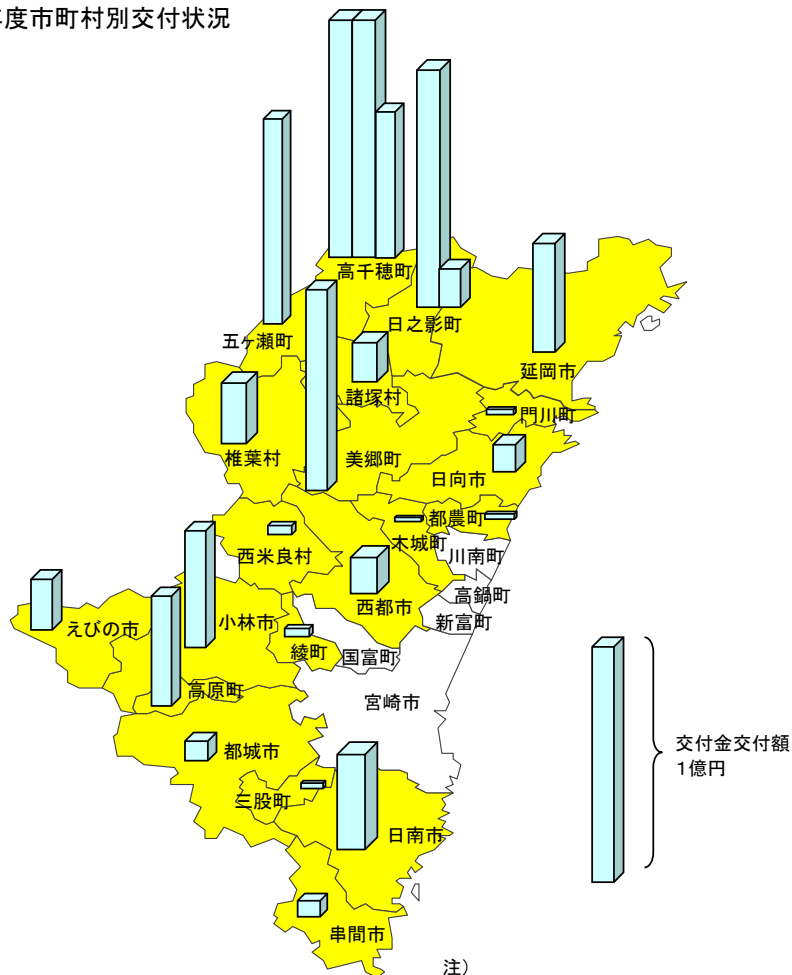 年度市町村別交付状況
高千穂町
日之影町
五ヶ瀬町
延岡市
諸塚村
門川町
椎葉村
美郷町
日向市
都農町
木城町
西米良村
川南町
高鍋町
西都市
新富町
えびの市
小林市
綾町
国富町
高原町
宮崎市
都城市
交付金交付額
1億円
三股町
日南市
串間市
注）